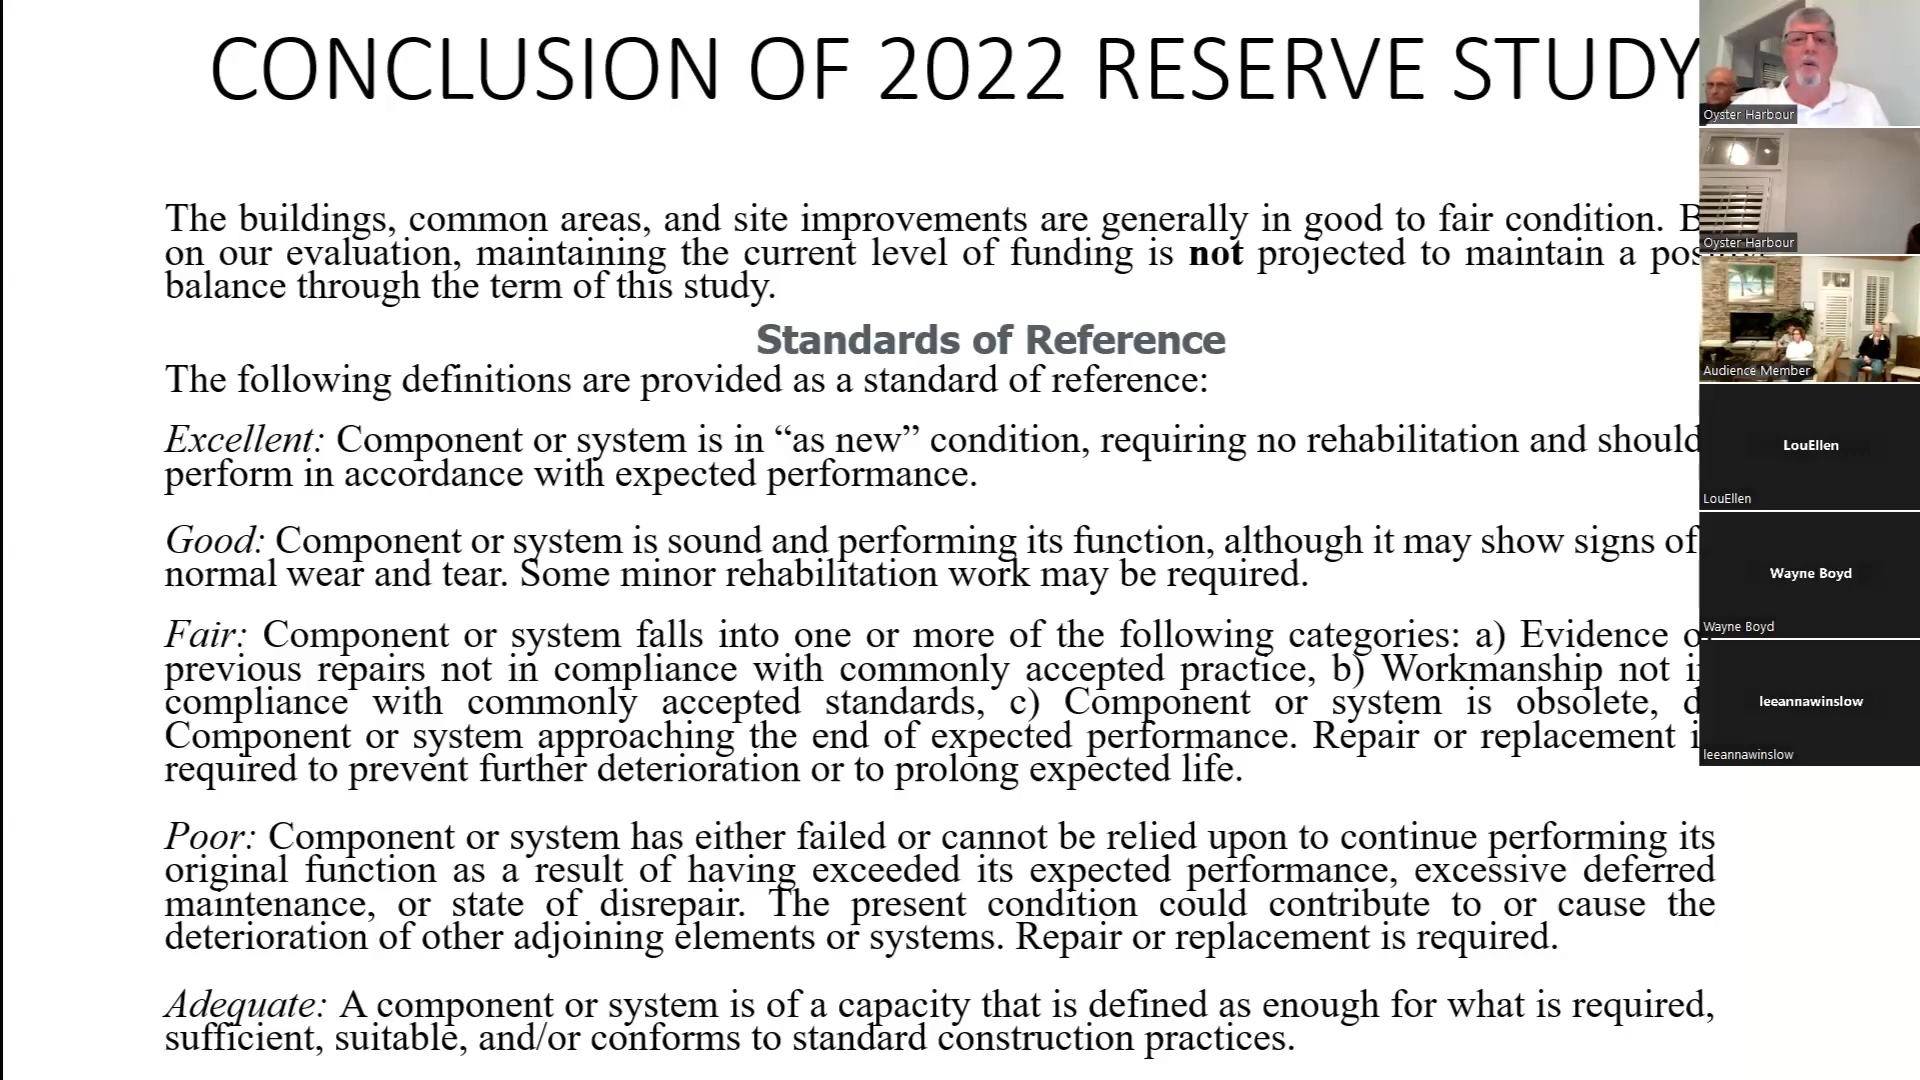 CONCLUSION OF 2022 RESERVE STUDY
The buildings, common areas, and site improvements are generally in good to fair condition.
on our evaluation, maintaining the current level of funding is not projected to maintain a
balance through the term of this study.
Standards of Reference
The following definitions are provided as a standard of reference:
Excellent: Component or system is in “as new” condition, requiring no rehabilitation and should
perform in accordance with expected performance.
Good: Component or system is sound and performing its function, although it may show signs of
normal wear and tear. Some minor rehabilitation work may be required.
Fair: Component or system falls into one or more of the following categories: a) Evidence
previous repairs not in compliance with commonly accepted practice, b) Workmanship not
compliance with commonly accepted standards, c) Component or system is obsolete,
Component or system approaching the end of expected performance. Repair or replacement
required to prevent further deterioration or to prolong expected life.
Poor: Component or system has either failed or cannot be relied upon to continue performing its
original function as a result of having exceeded its expected performance, excessive deferred
maintenance, or state of disrepair. The present condition could contribute to or cause the
deterioration of other adjoining elements or systems. Repair or replacement is required.
Adequate: A component or system is of a capacity that is defined as enough for what is required,
sufficient, suitable, and/or conforms to standard construction practices.
Oyster Harbour
Oyster Harbour
Audience Member
LouEllen
LouEllen
Wayne Boyd
Wayne Boyd
leeannawinslow
leeannawinslow